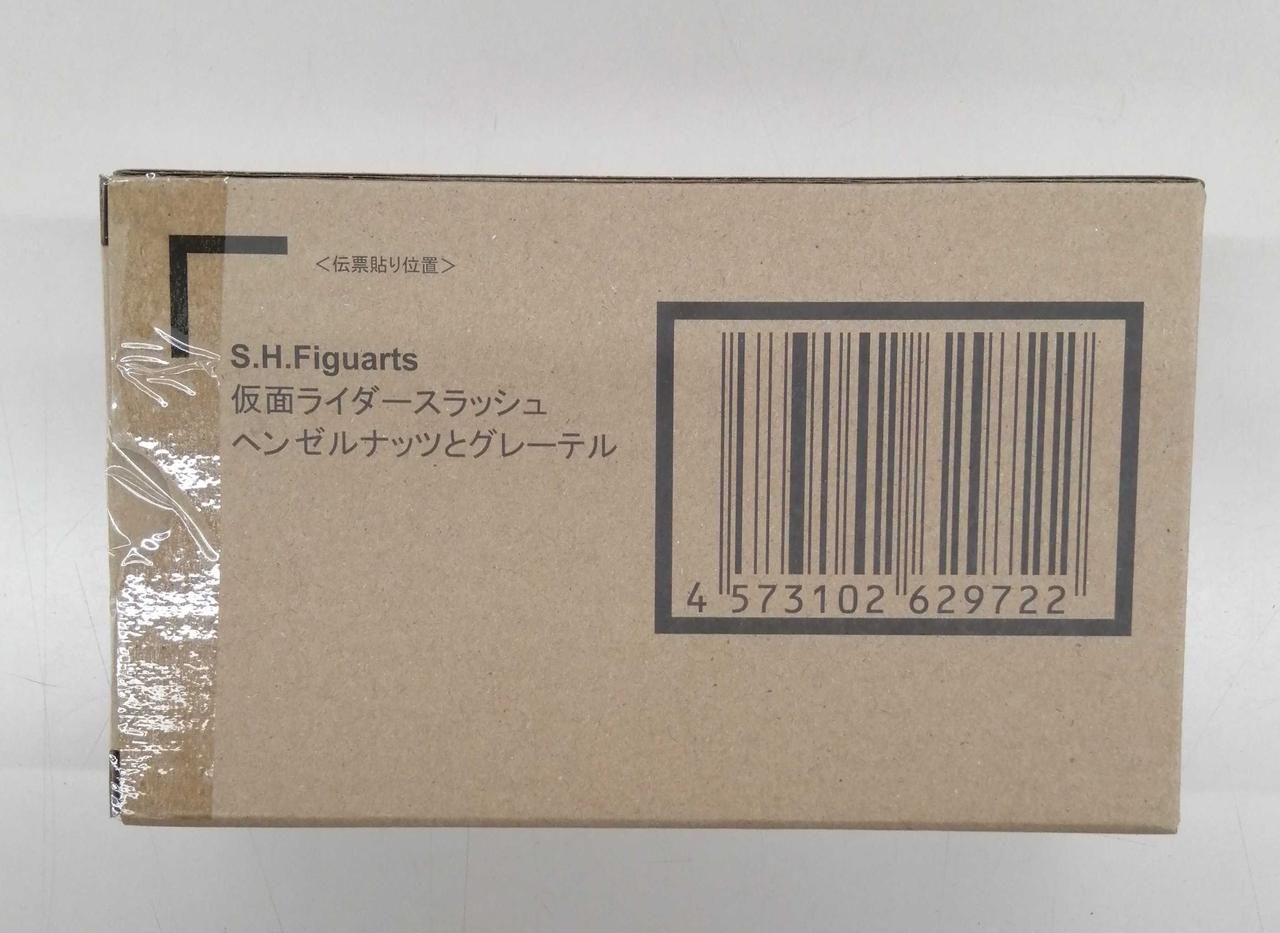 ＜伝票貼り位置＞
S.H.Figuarts
仮面ライダースラッシュ
ヘンゼルナッツとグレーテル
4 573102 629722